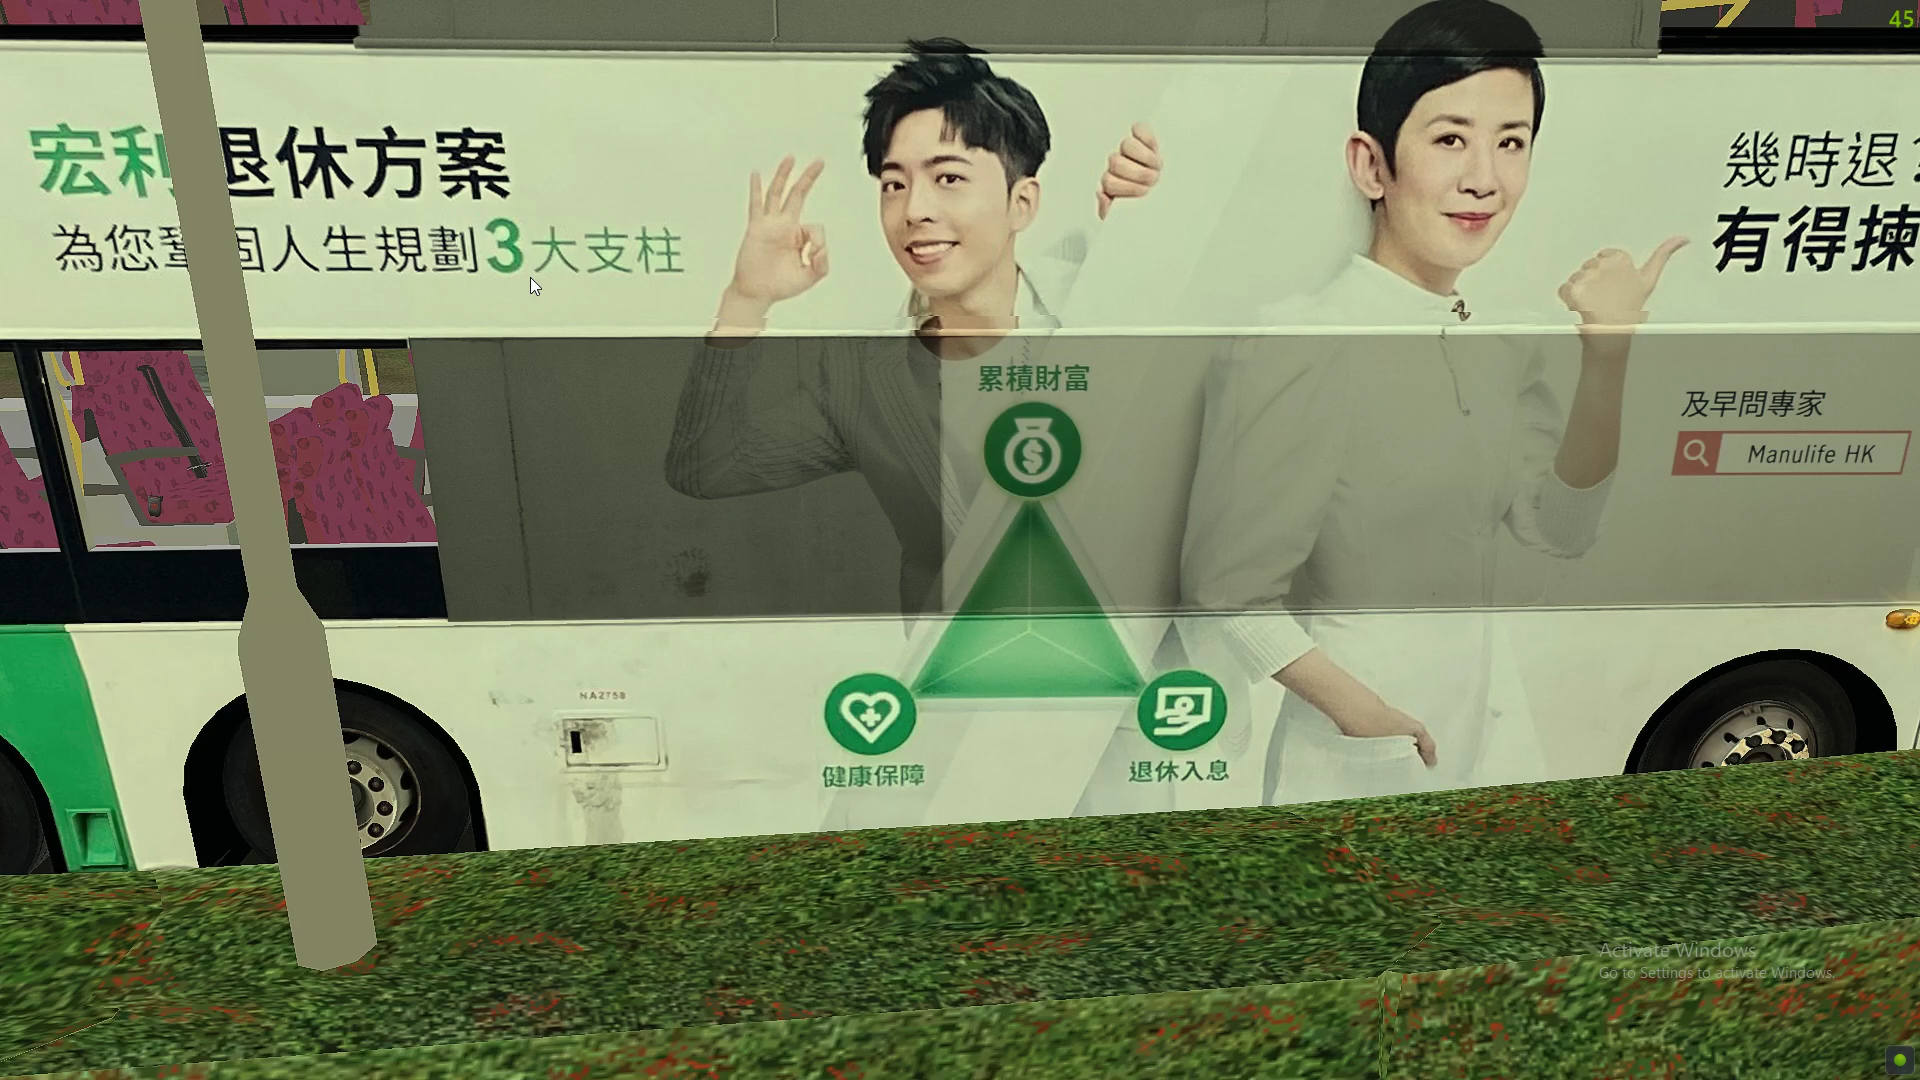 45
宏利退休方案
為您鞏固人生規劃3大支柱
幾時退？
有得揀
累積財富
及早問專家
Manulife HK
NA2758
健康保障
退休入息
Activate Windows
Go to Settings to activate Windows.